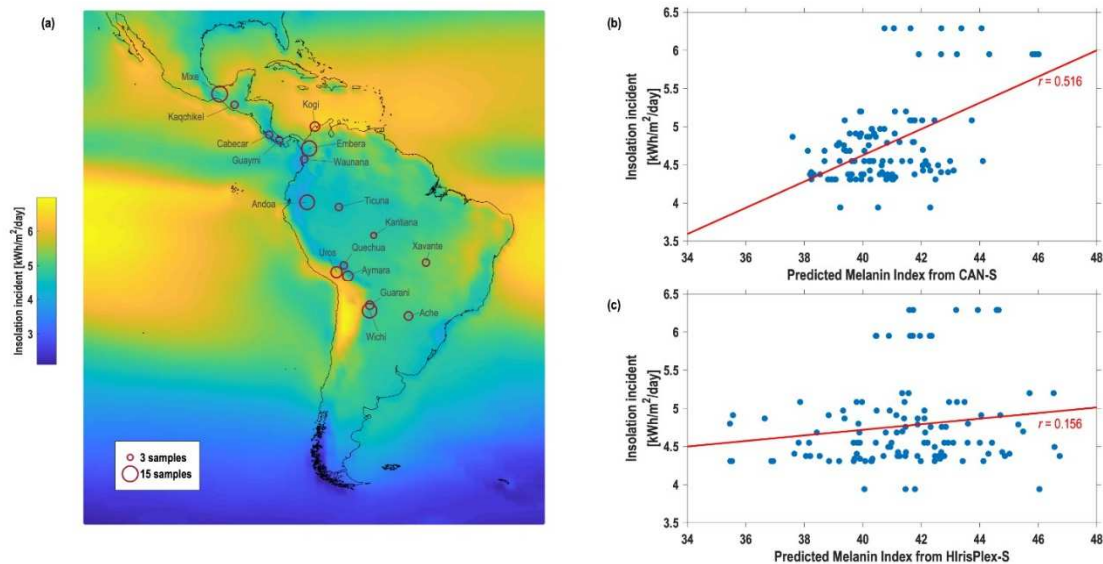 (a)
Mixe
Kaqchikel
Cabecar
Guaymi
Kogi
Embera
Waunana
Andoa
Ticuna
Karitiana
Xavante
Uros
Quechua
Aymara
Guarani
Ache
Wichi
3 samples
15 samples
Insolation incident [kWh/m²/day]
6
5
4
3
(b)
Insolation incident
[kWh/m²/day]
6.5
6
5.5
5
4.5
4
3.5
r = 0.516
34 36 38 40 42 44 46 48
Predicted Melanin Index from CAN-S
(c)
Insolation incident
[kWh/m²/day]
6.5
6
5.5
5
4.5
4
3.5
r = 0.156
34 36 38 40 42 44 46 48
Predicted Melanin Index from HIrisPlex-S